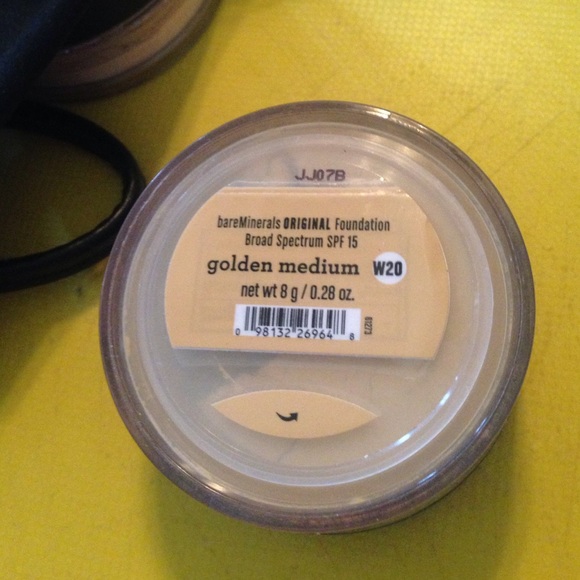 JJ07B
bareMinerals ORIGINAL Foundation
Broad Spectrum SPF 15
golden medium W20
net wt 8 g / 0.28 oz.
0 98132 26964 8
61273